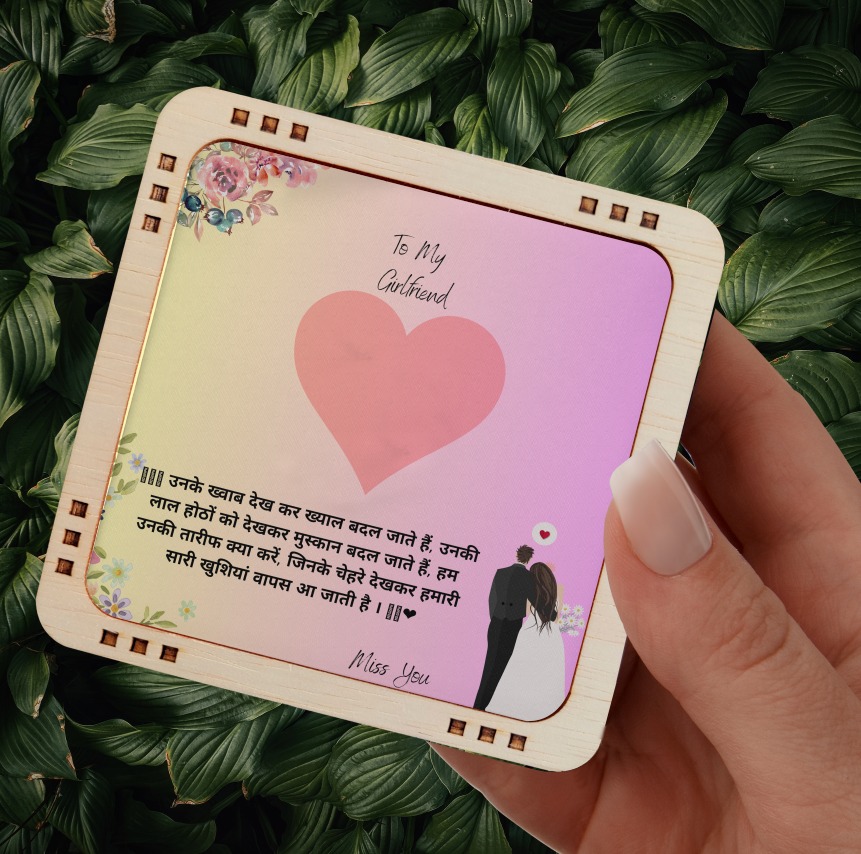 To My
Girlfriend
उनके ख्वाब देख कर ख्याल बदल जाते हैं, उनकी
लाल होठों को देखकर मुस्कान बदल जाते हैं, हम
उनकी तारीफ क्या करें, जिनके चेहरे देखकर हमारी
सारी खुशियां वापस आ जाती है । ❤
Miss You